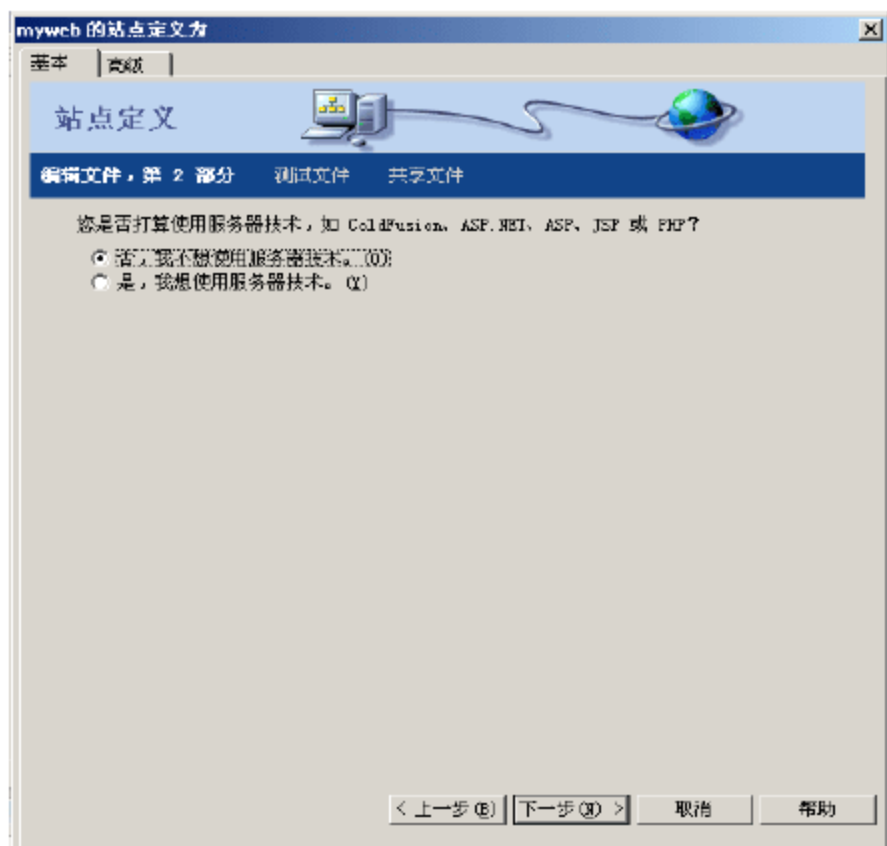 myweb 的站点定义为
基本 高级
站点定义
编辑文件，第 2 部分 测试文件 共享文件
您是否打算使用服务器技术，如 ColdFusion、ASP.NET、ASP、JSP 或 PHP？
否，我不想使用服务器技术。(O)
是，我想使用服务器技术。(Y)
< 上一步(B) 下一步(N) > 取消 帮助